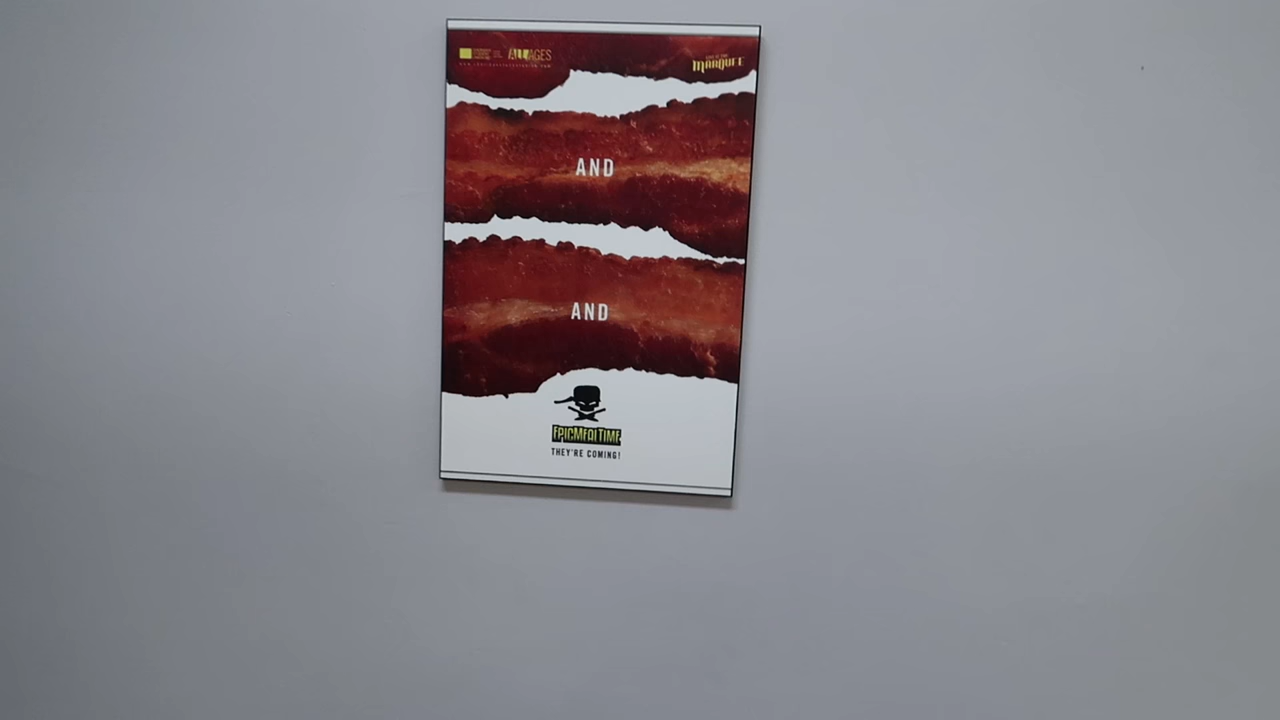 ALL AGES
MARQUEE
AND
AND
EPICMEALTIME
THEY'RE COMING!